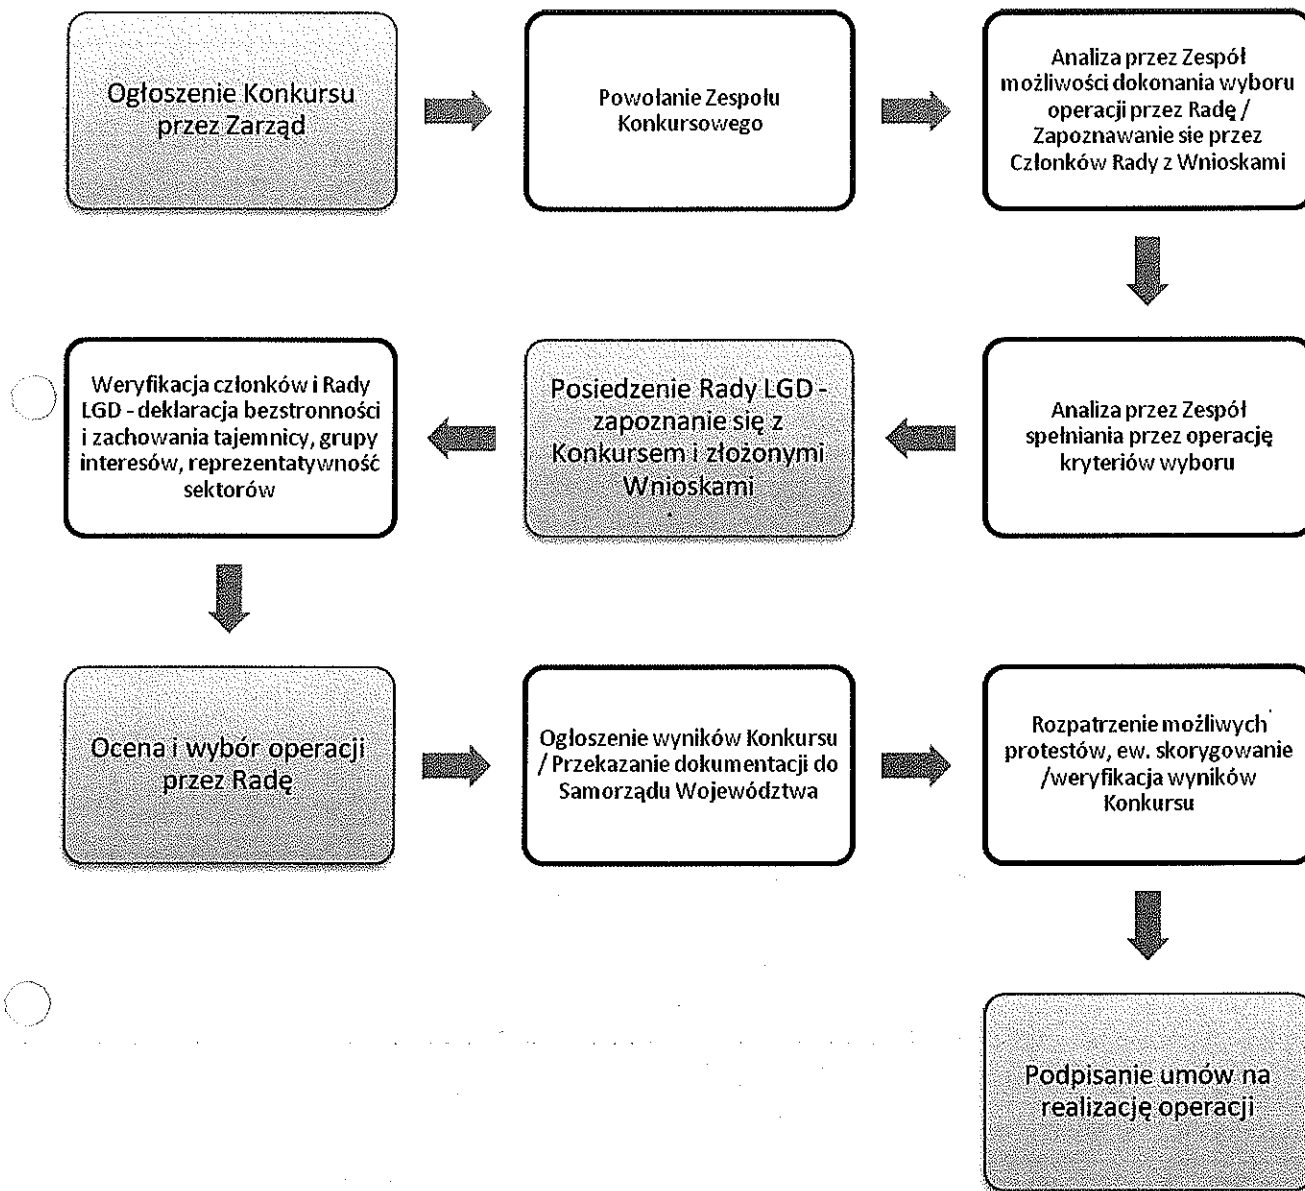 Ogłoszenie Konkursu
przez Zarząd
Powołanie Zespołu
Konkursowego
Analiza przez Zespół
możliwości dokonania wyboru
operacji przez Radę /
Zapoznawanie sie przez
Członków Rady z Wnioskami
Analiza przez Zespół
spełniania przez operację
kryteriów wyboru
Posiedzenie Rady LGD -
zapoznanie się z
Konkursem i złożonymi
Wnioskami
Weryfikacja członków i Rady
LGD - deklaracja bezstronności
i zachowania tajemnicy, grupy
interesów, reprezentatywność
sektorów
Ocena i wybór operacji
przez Radę
Ogłoszenie wyników Konkursu
/ Przekazanie dokumentacji do
Samorządu Województwa
Rozpatrzenie możliwych
protestów, ew. skorygowanie
/weryfikacja wyników
Konkursu
Podpisanie umów na
realizację operacji